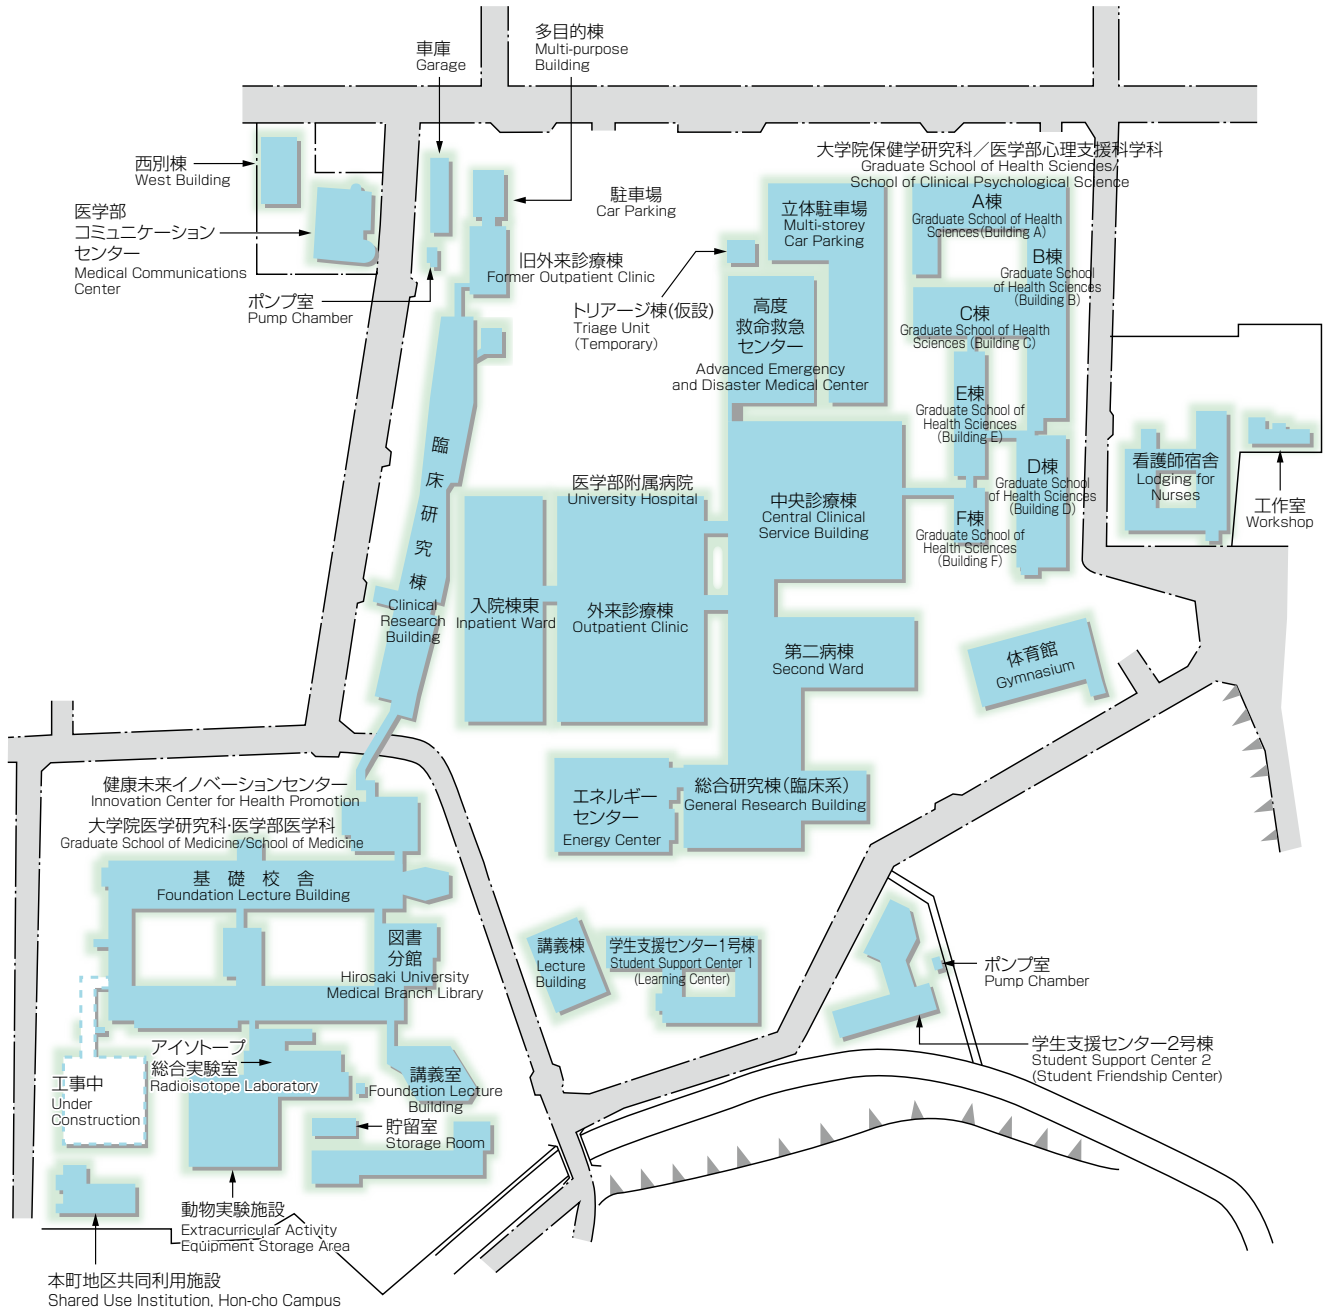 車庫
Garage
多目的棟
Multi-purpose
Building
西別棟
West Building
医学部
コミュニケーション
センター
Medical Communications
Center
ポンプ室
Pump Chamber
駐車場
Car Parking
旧外来診療棟
Former Outpatient Clinic
トリアージ棟(仮設)
Triage Unit
(Temporary)
立体駐車場
Multi-storey
Car Parking
高度
救命救急
センター
Advanced Emergency
and Disaster Medical Center
大学院保健学研究科／医学部心理支援科学科
Graduate School of Health Sciences/
School of Clinical Psychological Science
A棟
Graduate School of Health
Sciences(Building A)
B棟
Graduate School
of Health Sciences
(Building B)
C棟
Graduate School of Health
Sciences (Building C)
E棟
Graduate School of
Health Sciences
(Building E)
D棟
Graduate School
of Health Sciences
(Building D)
F棟
Graduate School of
Health Sciences
(Building F)
看護師宿舎
Lodging for
Nurses
工作室
Workshop
臨床研究棟
Clinical
Research
Building
医学部附属病院
University Hospital
中央診療棟
Central Clinical
Service Building
入院棟東
Inpatient Ward
外来診療棟
Outpatient Clinic
第二病棟
Second Ward
体育館
Gymnasium
健康未来イノベーションセンター
Innovation Center for Health Promotion
大学院医学研究科・医学部医学科
Graduate School of Medicine/School of Medicine
エネルギー
センター
Energy Center
総合研究棟(臨床系)
General Research Building
基礎校舎
Foundation Lecture Building
図書
分館
Hirosaki University
Medical Branch Library
講義棟
Lecture
Building
学生支援センター1号棟
Student Support Center 1
(Learning Center)
ポンプ室
Pump Chamber
学生支援センター2号棟
Student Support Center 2
(Student Friendship Center)
アイソトープ
総合実験室
Radioisotope Laboratory
工事中
Under
Construction
講義室
Foundation Lecture
Building
貯留室
Storage Room
動物実験施設
Extracurricular Activity
Equipment Storage Area
本町地区共同利用施設
Shared Use Institution, Hon-cho Campus